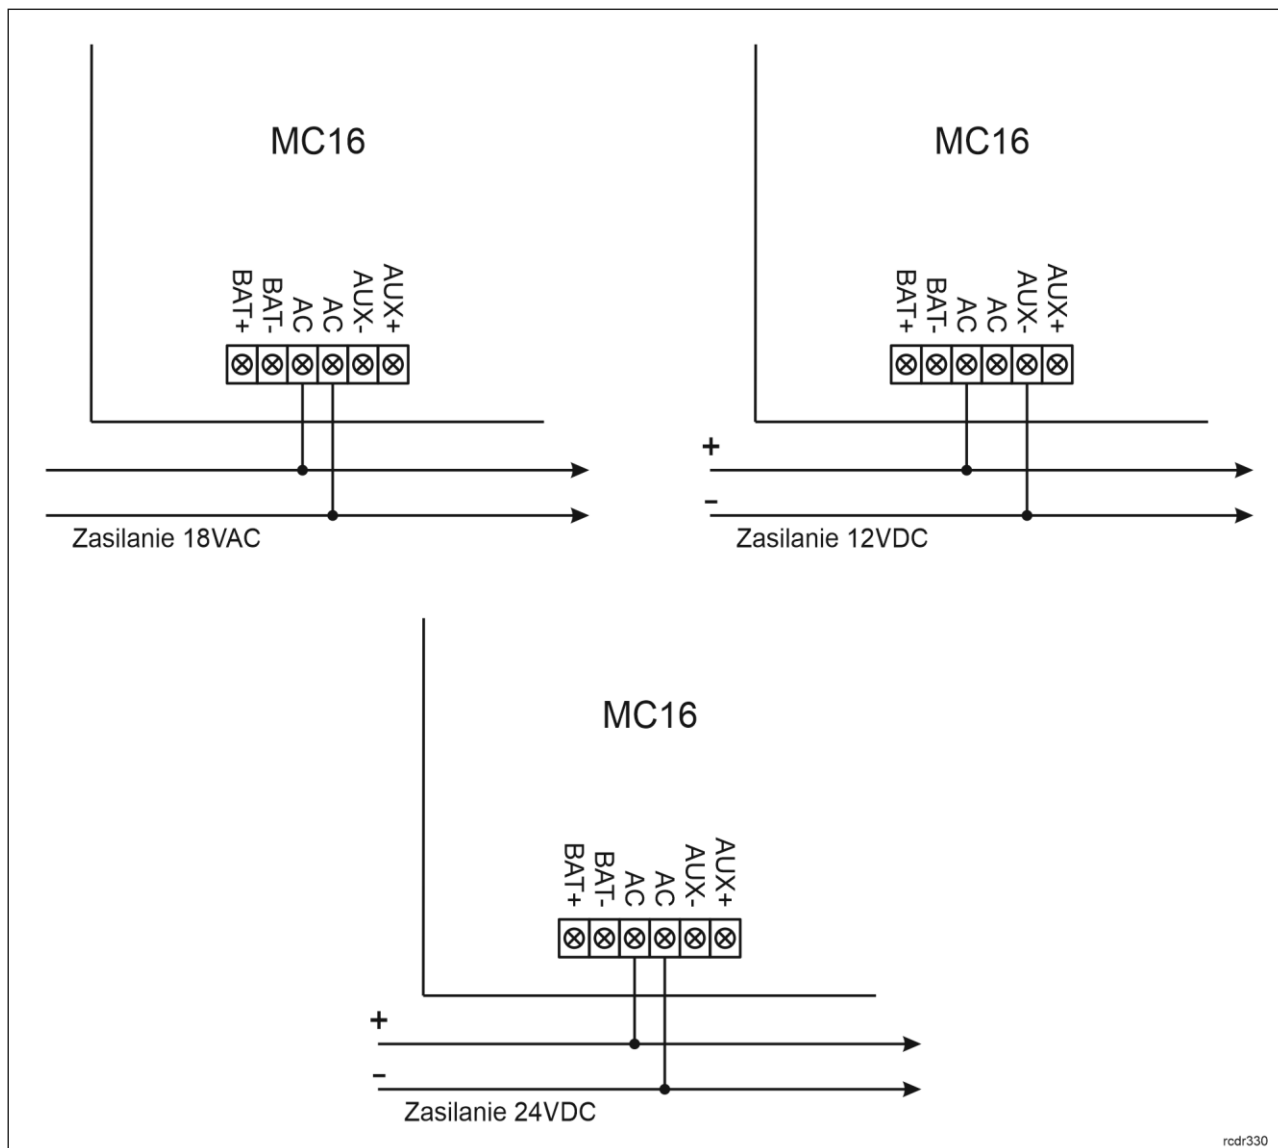 MC16
BAT+ BAT- AC AC AUX- AUX+
Zasilanie 18VAC
MC16
BAT+ BAT- AC AC AUX- AUX+
+
-
Zasilanie 12VDC
MC16
BAT+ BAT- AC AC AUX- AUX+
+
-
Zasilanie 24VDC
rcdr330